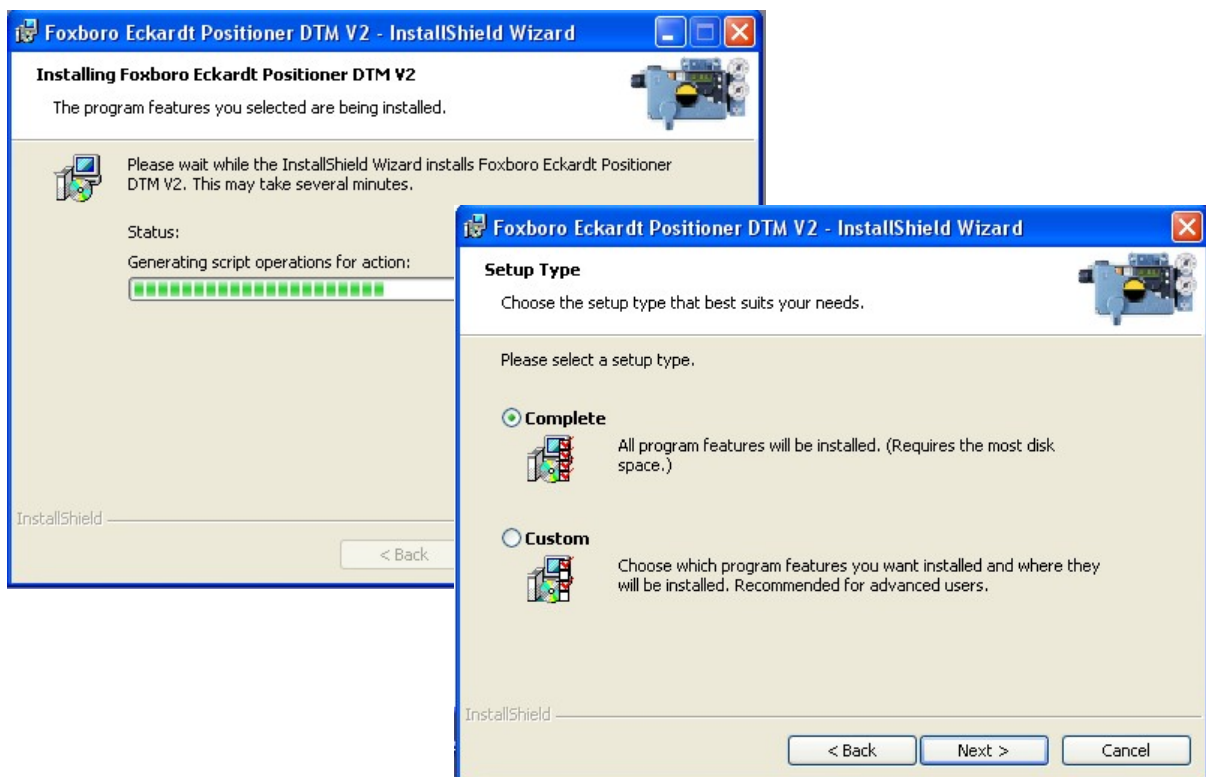 Foxboro Eckardt Positioner DTM V2 - InstallShield Wizard
Installing Foxboro Eckardt Positioner DTM V2
The program features you selected are being installed.
Please wait while the InstallShield Wizard installs Foxboro Eckardt Positioner
DTM V2. This may take several minutes.
Status:
Generating script operations for action:
InstallShield
< Back
Foxboro Eckardt Positioner DTM V2 - InstallShield Wizard
Setup Type
Choose the setup type that best suits your needs.
Please select a setup type.
Complete
All program features will be installed. (Requires the most disk
space.)
Custom
Choose which program features you want installed and where they
will be installed. Recommended for advanced users.
InstallShield
< Back
Next >
Cancel